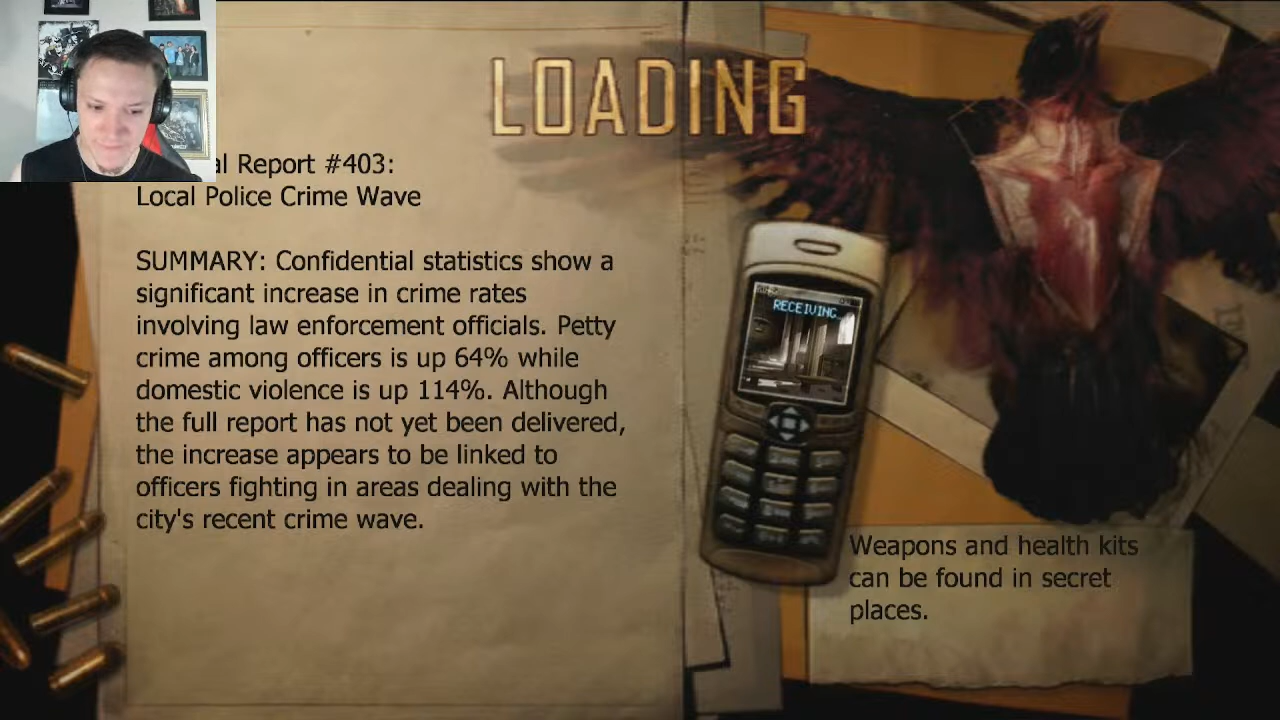 LOADING
al Report #403:
Local Police Crime Wave
SUMMARY: Confidential statistics show a
significant increase in crime rates
involving law enforcement officials. Petty
crime among officers is up 64% while
domestic violence is up 114%. Although
the full report has not yet been delivered,
the increase appears to be linked to
officers fighting in areas dealing with the
city's recent crime wave.
RECEIVING
Weapons and health kits
can be found in secret
places.